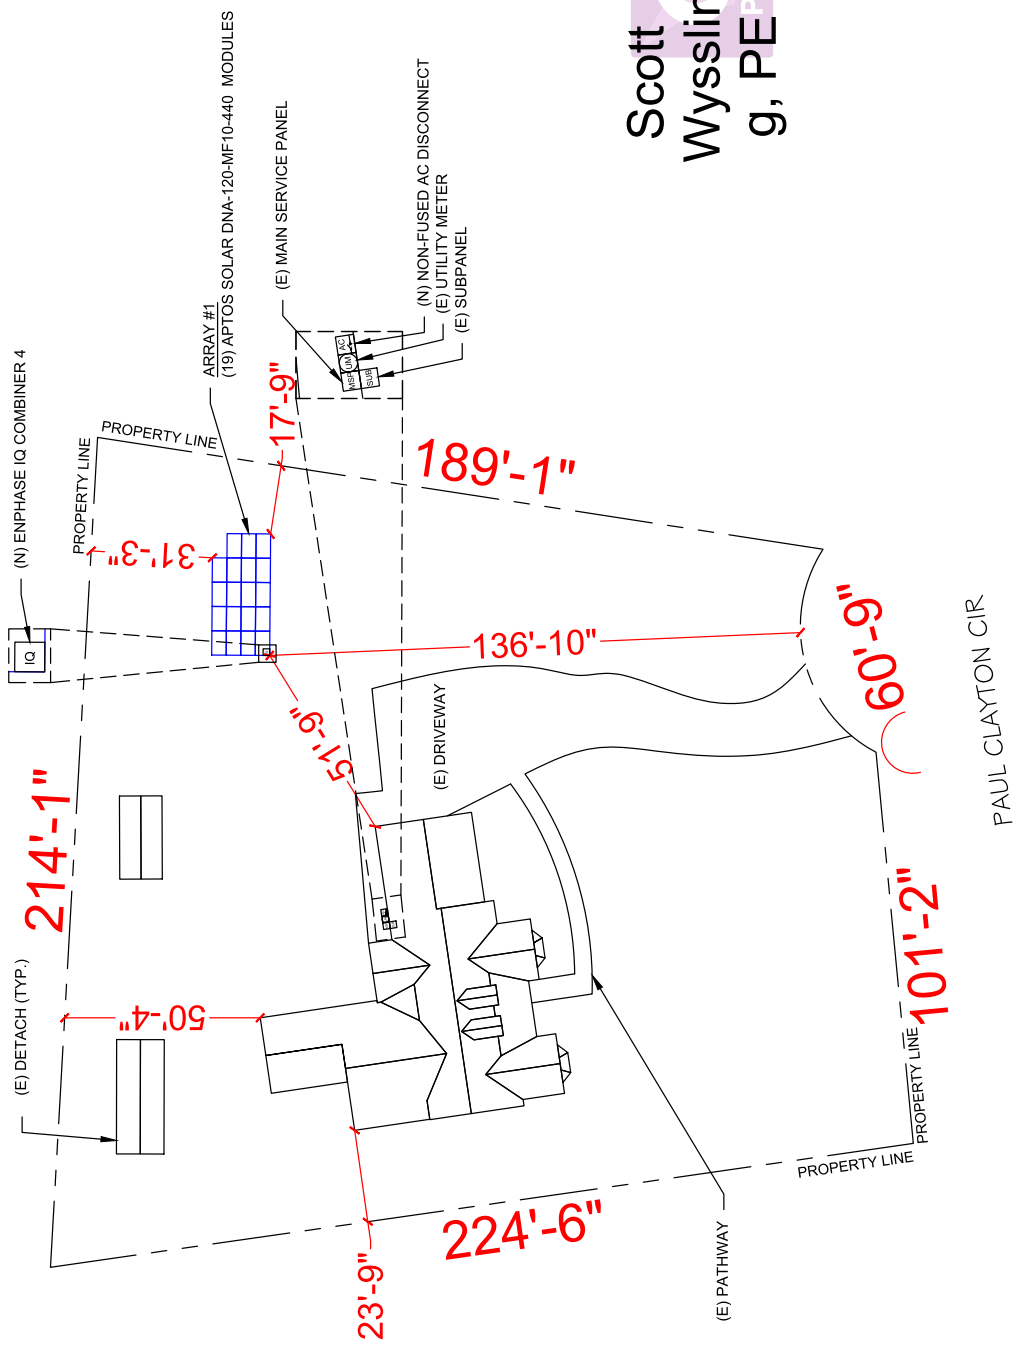 (N) ENPHASE IQ COMBINER 4
ARRAY #1
(19) APTOS SOLAR DNA-120-MF10-440 MODULES
(E) MAIN SERVICE PANEL
(N) NON-FUSED AC DISCONNECT
(E) UTILITY METER
(E) SUBPANEL
MSP
UM
AC
SUB
IQ
PROPERTY LINE
PROPERTY LINE
31'-3"
17'-9"
189'-1"
214'-1"
136'-10"
51'-9"
(E) DRIVEWAY
60'-9"
PAUL CLAYTON CIR
(E) DETACH (TYP.)
50'-4"
101'-2"
PROPERTY LINE
PROPERTY LINE
23'-9"
224'-6"
(E) PATHWAY
Scott
Wysslin
g, PE
P